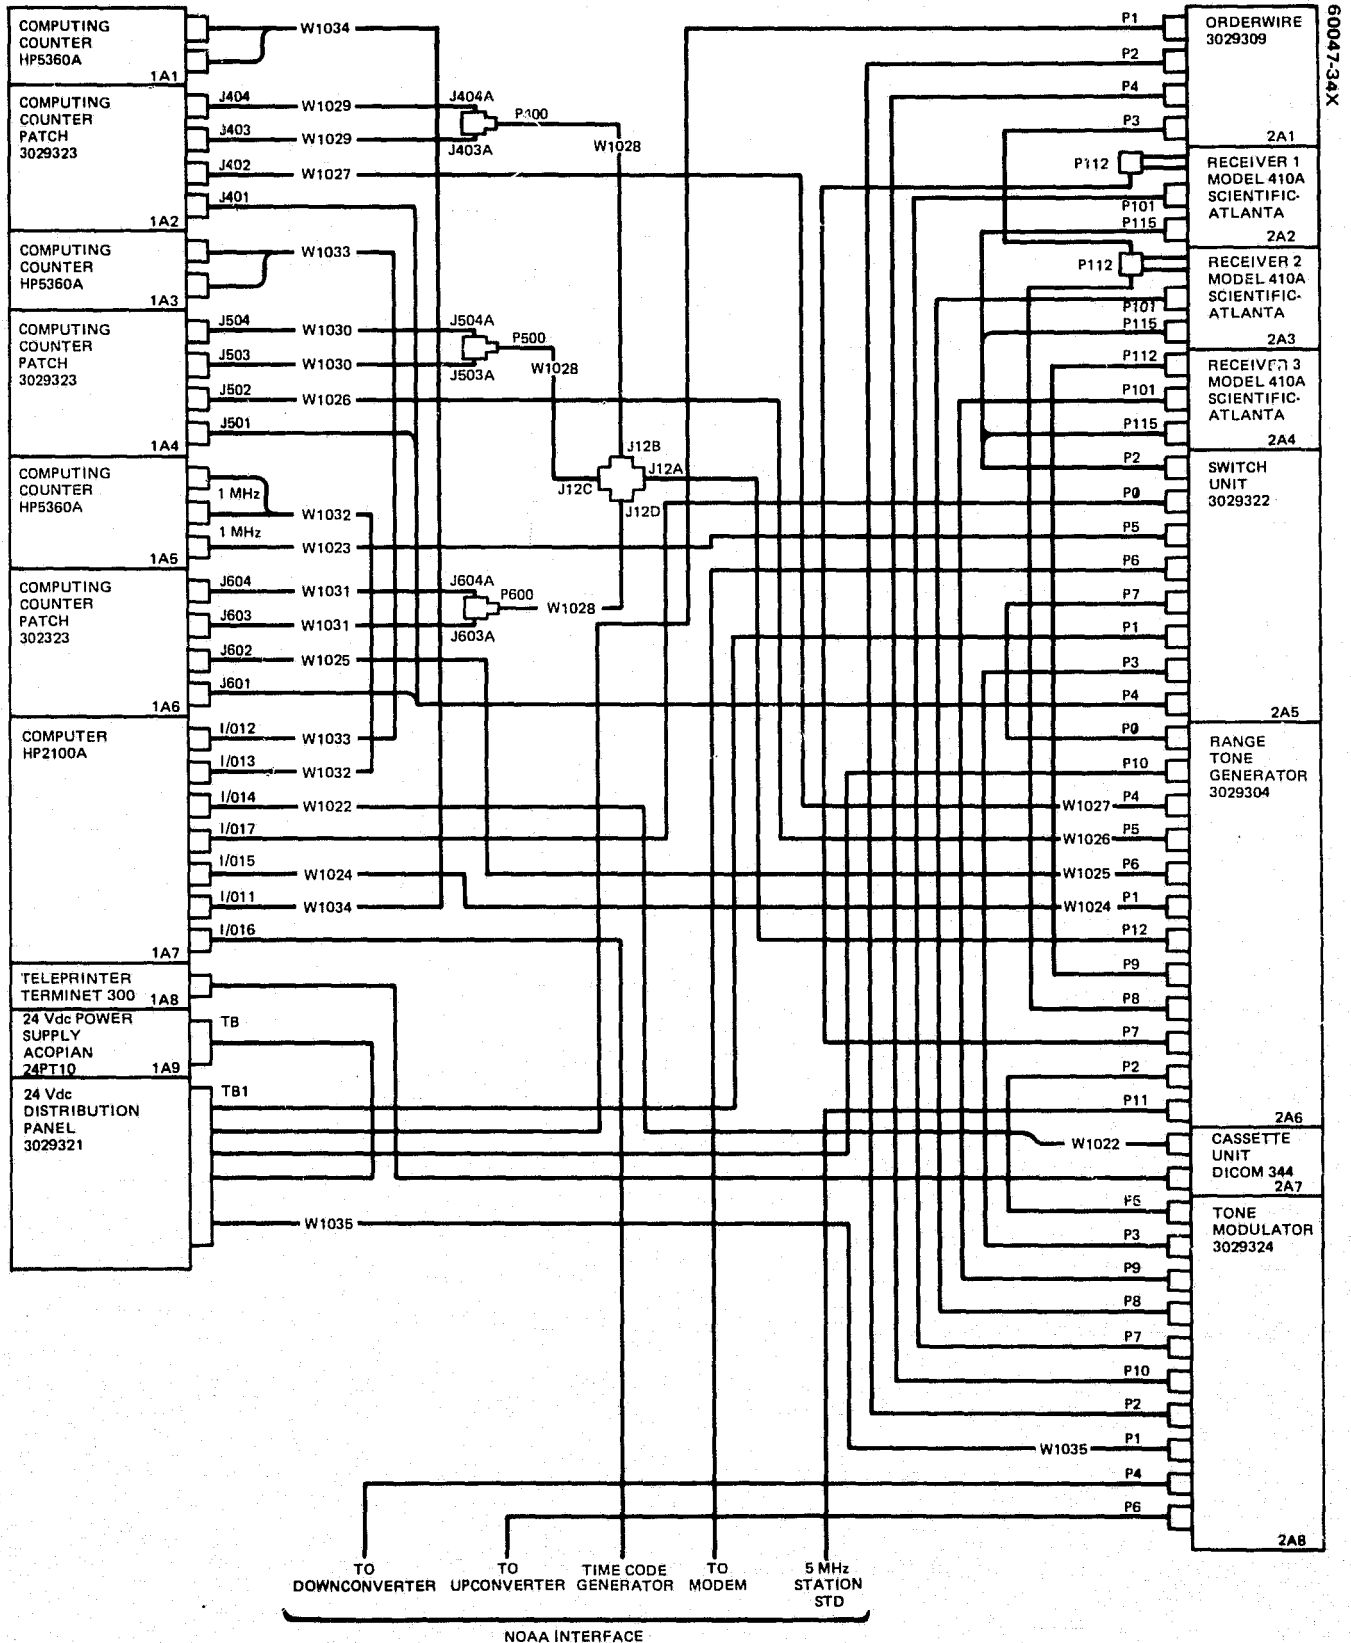 60047-34X
COMPUTING
COUNTER
HP5360A
1A1
W1034
COMPUTING
COUNTER
PATCH
3029323
1A2
J404
W1029
J404A
J403
W1029
J403A
W1028
J402
W1027
J401
COMPUTING
COUNTER
HP5360A
1A3
W1033
COMPUTING
COUNTER
PATCH
3029323
1A4
J504
W1030
J504A
P500
W1028
J503
W1030
J503A
J502
W1026
J501
COMPUTING
COUNTER
HP5360A
1A5
1 MHz
W1032
1 MHz
W1023
J12B
J12A
J12C
J12D
COMPUTING
COUNTER
PATCH
302323
1A6
J604
W1031
J604A
P600
W1028
J603
W1031
J603A
J602
W1025
J601
COMPUTER
HP2100A
1A7
I/012
W1033
I/013
W1032
I/014
W1022
I/017
I/015
W1024
I/011
W1034
I/016
TELEPRINTER
TERMINET 300
1A8
24 Vdc POWER
SUPPLY
ACOPIAN
24PT10
1A9
TB
24 Vdc
DISTRIBUTION
PANEL
3029321
TB1
W1035
P1
P2
P4
P3
ORDERWIRE
3029309
2A1
P112
P101
P115
RECEIVER 1
MODEL 410A
SCIENTIFIC-
ATLANTA
2A2
P112
P101
P115
RECEIVER 2
MODEL 410A
SCIENTIFIC-
ATLANTA
2A3
P112
P101
P115
RECEIVER 3
MODEL 410A
SCIENTIFIC-
ATLANTA
2A4
P2
P0
P5
P6
P7
P1
P3
P4
SWITCH
UNIT
3029322
2A5
P0
P10
W1027 P4
W1026 P5
W1025 P6
W1024 P1
P12
P9
P8
P7
P2
P11
RANGE
TONE
GENERATOR
3029304
2A6
W1022
CASSETTE
UNIT
DICOM 344
2A7
P3
P9
P8
P7
P10
P2
W1035 P1
P4
P6
TONE
MODULATOR
3029324
2A8
TO
DOWNCONVERTER
TO
UPCONVERTER
TIME CODE
GENERATOR
TO
MODEM
5 MHz
STATION
STD
NOAA INTERFACE